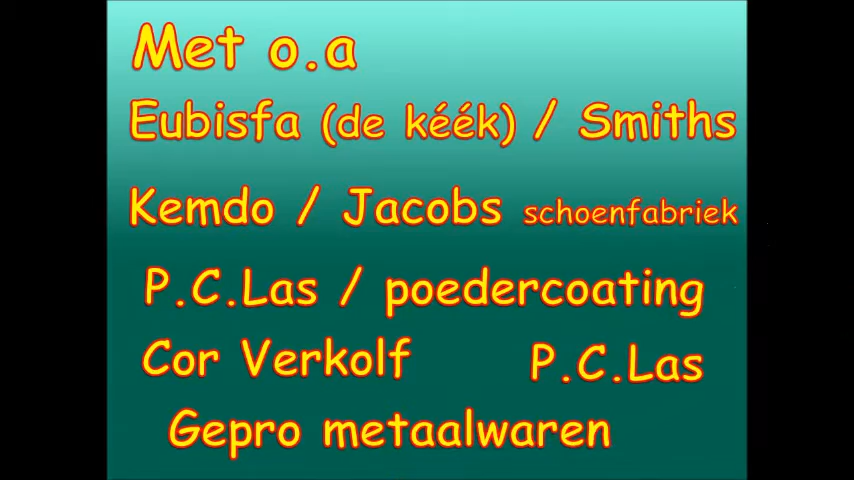 Met o.a
Eubisfa (de kéék) / Smiths
Kemdo / Jacobs schoenfabriek
P.C.Las / poedercoating
Cor Verkolf P.C.Las
Gepro metaalwaren